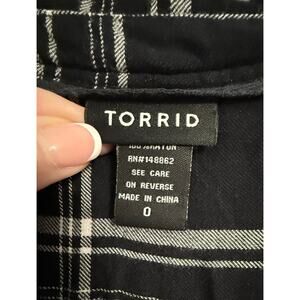 TORRID
100% RAYON
RN#148862
SEE CARE
ON REVERSE
MADE IN CHINA
0